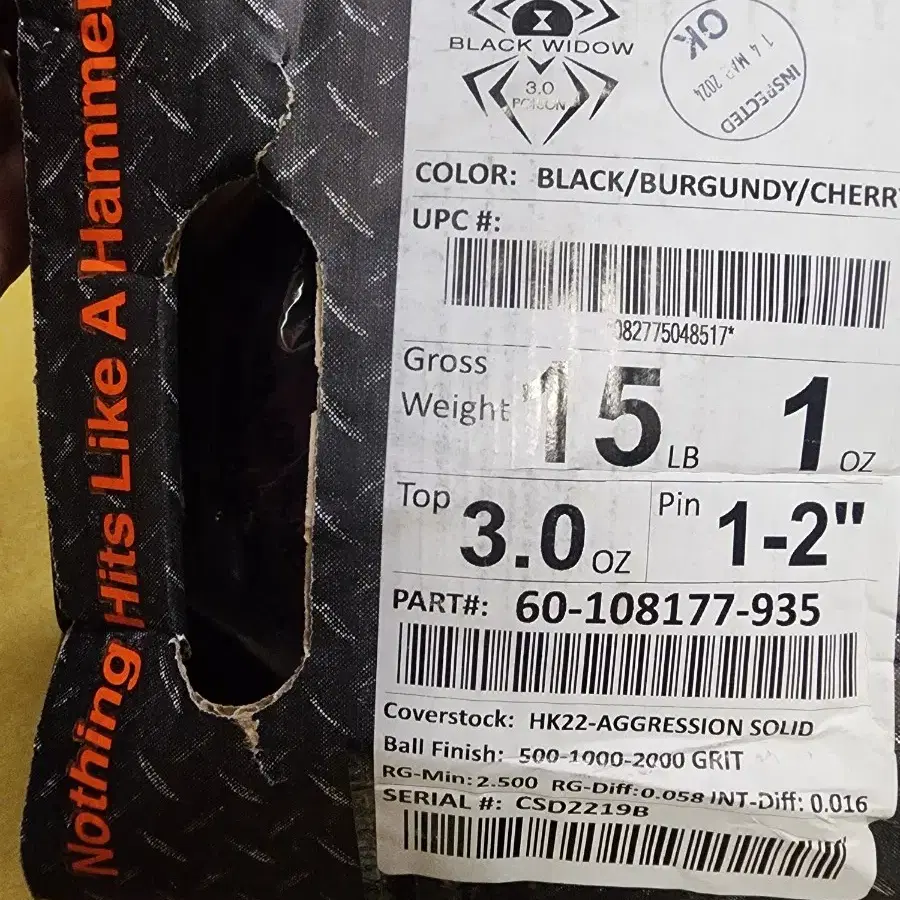 Nothing Hits Like A Hammer
BLACK WIDOW
3.0
POISON
OK
14 MAR 2024
INSPECTED
COLOR: BLACK/BURGUNDY/CHERRY
UPC #:
082775048517*
Gross
Weight 15 LB 1 OZ
Top 3.0 OZ Pin 1-2"
PART#: 60-108177-935
Coverstock: HK22-AGGRESSION SOLID
Ball Finish: 500-1000-2000 GRIT
RG-Min: 2.500 RG-Diff: 0.058 INT-Diff: 0.016
SERIAL #: CSD2219B